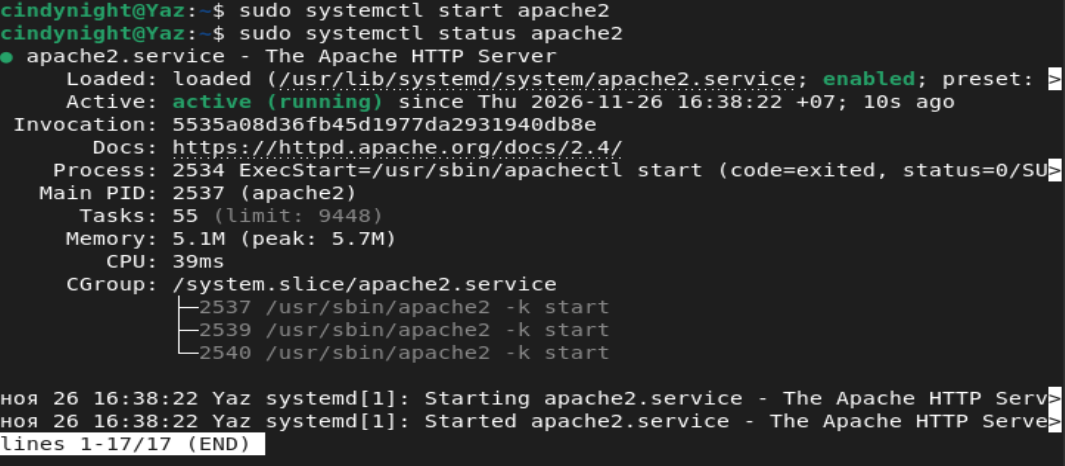 cindynight@Yaz:~$ sudo systemctl start apache2
cindynight@Yaz:~$ sudo systemctl status apache2
● apache2.service - The Apache HTTP Server
     Loaded: loaded (/usr/lib/systemd/system/apache2.service; enabled; preset: >
     Active: active (running) since Thu 2026-11-26 16:38:22 +07; 10s ago
 Invocation: 5535a08d36fb45d1977da2931940db8e
       Docs: https://httpd.apache.org/docs/2.4/
    Process: 2534 ExecStart=/usr/sbin/apachectl start (code=exited, status=0/SU>
   Main PID: 2537 (apache2)
      Tasks: 55 (limit: 9448)
     Memory: 5.1M (peak: 5.7M)
        CPU: 39ms
     CGroup: /system.slice/apache2.service
             ├─2537 /usr/sbin/apache2 -k start
             ├─2539 /usr/sbin/apache2 -k start
             └─2540 /usr/sbin/apache2 -k start
ноя 26 16:38:22 Yaz systemd[1]: Starting apache2.service - The Apache HTTP Serv>
ноя 26 16:38:22 Yaz systemd[1]: Started apache2.service - The Apache HTTP Serve>
lines 1-17/17 (END)